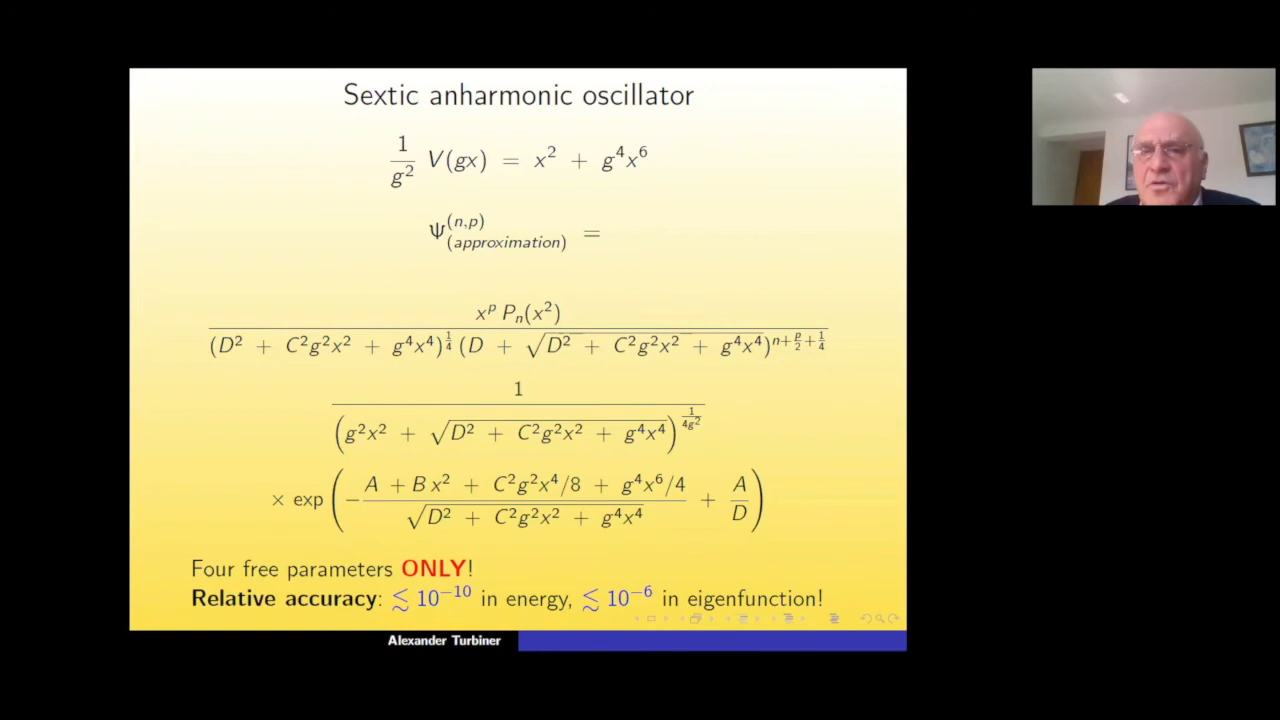 Sextic anharmonic oscillator
1/g² V(gx) = x² + g⁴x⁶
Ψ^(n,p)_(approximation) =
x^p P_n(x²) / (D² + C²g²x² + g⁴x⁴)^(1/4) (D + √(D² + C²g²x² + g⁴x⁴))^(n+p/2+1/4)
1 / (g²x² + √(D² + C²g²x² + g⁴x⁴))^(1/4g²)
× exp (− (A + B x² + C²g²x⁴/8 + g⁴x⁶/4) / √(D² + C²g²x² + g⁴x⁴) + A/D)
Four free parameters ONLY!
Relative accuracy: ≲ 10⁻¹⁰ in energy, ≲ 10⁻⁶ in eigenfunction!
Alexander Turbiner